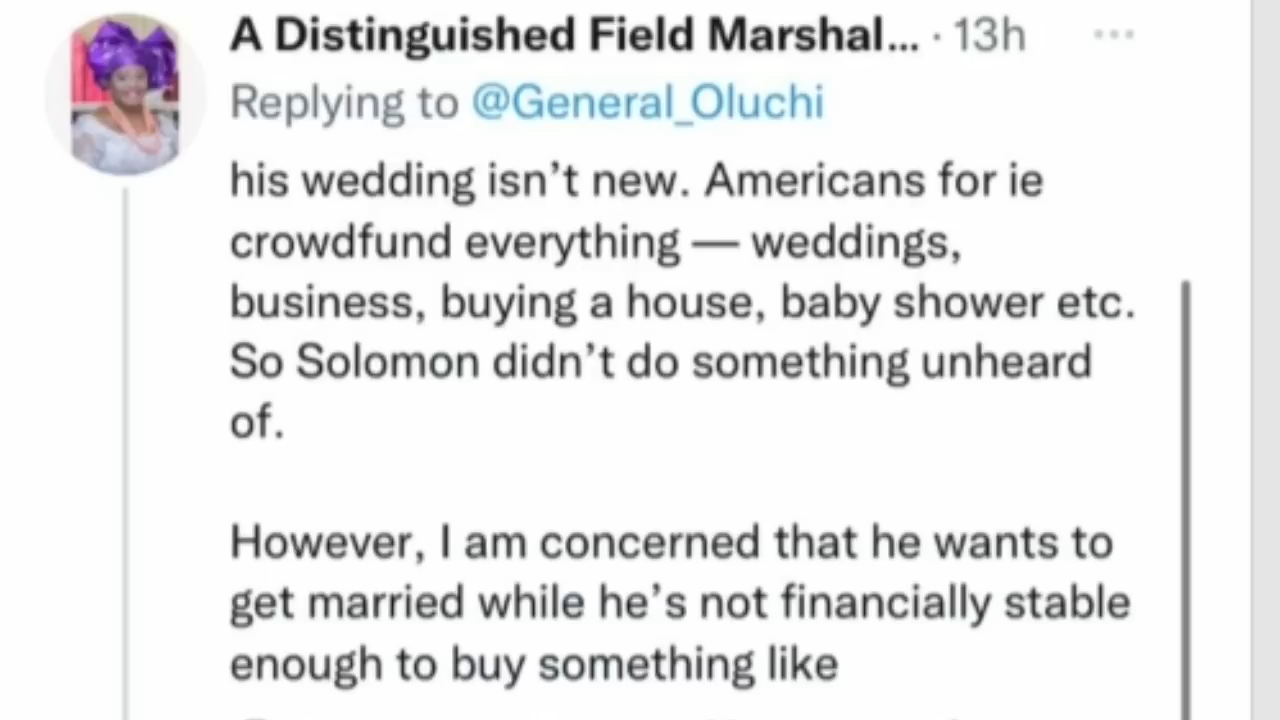 A Distinguished Field Marshal... · 13h
Replying to @General_Oluchi
his wedding isn’t new. Americans for ie
crowdfund everything — weddings,
business, buying a house, baby shower etc.
So Solomon didn’t do something unheard
of.
However, I am concerned that he wants to
get married while he’s not financially stable
enough to buy something like